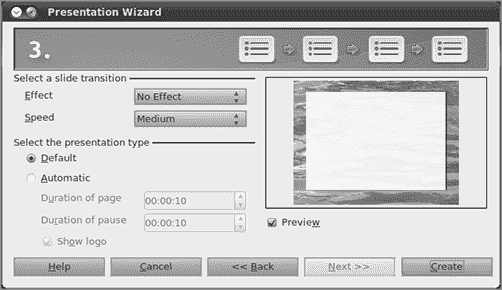 Presentation Wizard
3.
Select a slide transition
Effect No Effect
Speed Medium
Select the presentation type
Default
Automatic
Duration of page 00:00:10
Duration of pause 00:00:10
Show logo
Preview
Help Cancel << Back Next >> Create